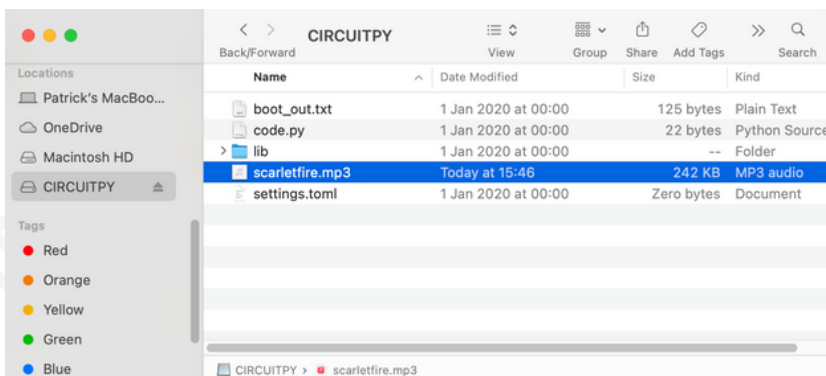 CIRCUITPY
Back/Forward View Group Share Add Tags Search
Locations
Patrick's MacBoo...
OneDrive
Macintosh HD
CIRCUITPY
Tags
Red
Orange
Yellow
Green
Blue
Name Date Modified Size Kind
boot_out.txt 1 Jan 2020 at 00:00 125 bytes Plain Text
code.py 1 Jan 2020 at 00:00 22 bytes Python Source
lib 1 Jan 2020 at 00:00 -- Folder
scarletfire.mp3 Today at 15:46 242 KB MP3 audio
settings.toml 1 Jan 2020 at 00:00 Zero bytes Document
CIRCUITPY › scarletfire.mp3